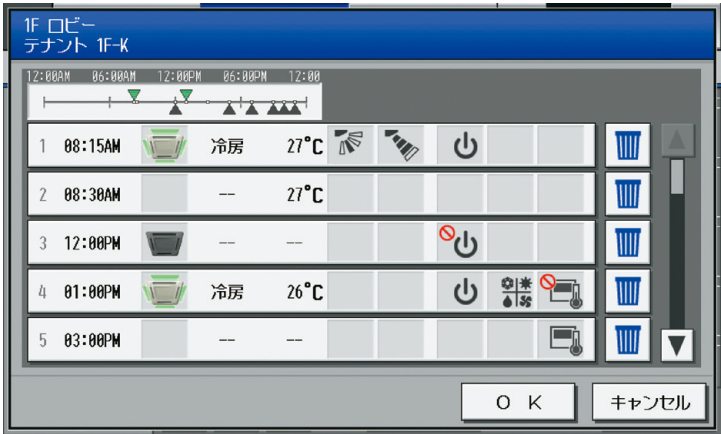 1F ロビー
テナント 1F-K
12:00AM 06:00AM 12:00PM 06:00PM 12:00
1 08:15AM 冷房 27℃
2 08:30AM -- 27℃
3 12:00PM -- --
4 01:00PM 冷房 26℃
5 03:00PM -- --
O K キャンセル